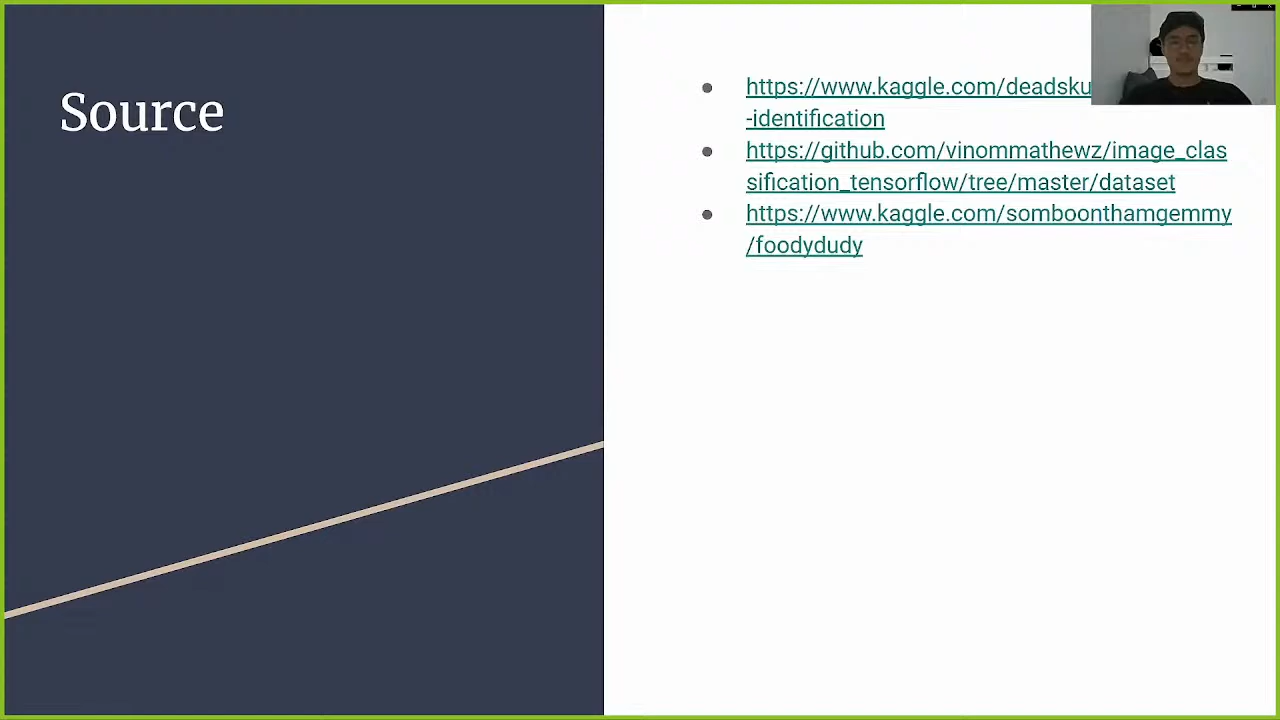 Source
https://www.kaggle.com/deadsku
-identification
https://github.com/vinommathewz/image_clas
sification_tensorflow/tree/master/dataset
https://www.kaggle.com/somboonthamgemmy
/foodydudy